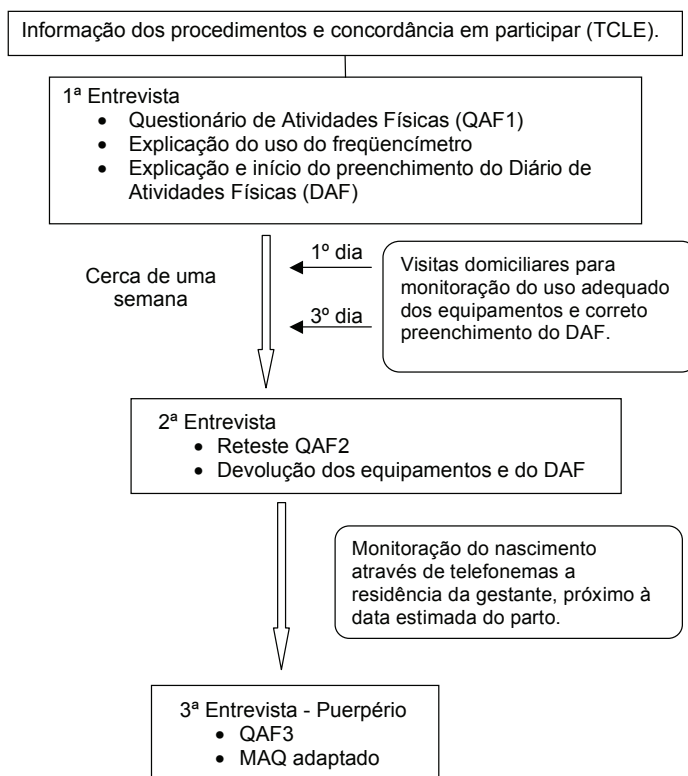 Informação dos procedimentos e concordância em participar (TCLE).
1ª Entrevista
• Questionário de Atividades Físicas (QAF1)
• Explicação do uso do freqüencímetro
• Explicação e início do preenchimento do Diário de
Atividades Físicas (DAF)
Cerca de uma
semana
1º dia
3º dia
Visitas domiciliares para
monitoração do uso adequado
dos equipamentos e correto
preenchimento do DAF.
2ª Entrevista
• Reteste QAF2
• Devolução dos equipamentos e do DAF
Monitoração do nascimento
através de telefonemas a
residência da gestante, próximo à
data estimada do parto.
3ª Entrevista - Puerpério
• QAF3
• MAQ adaptado